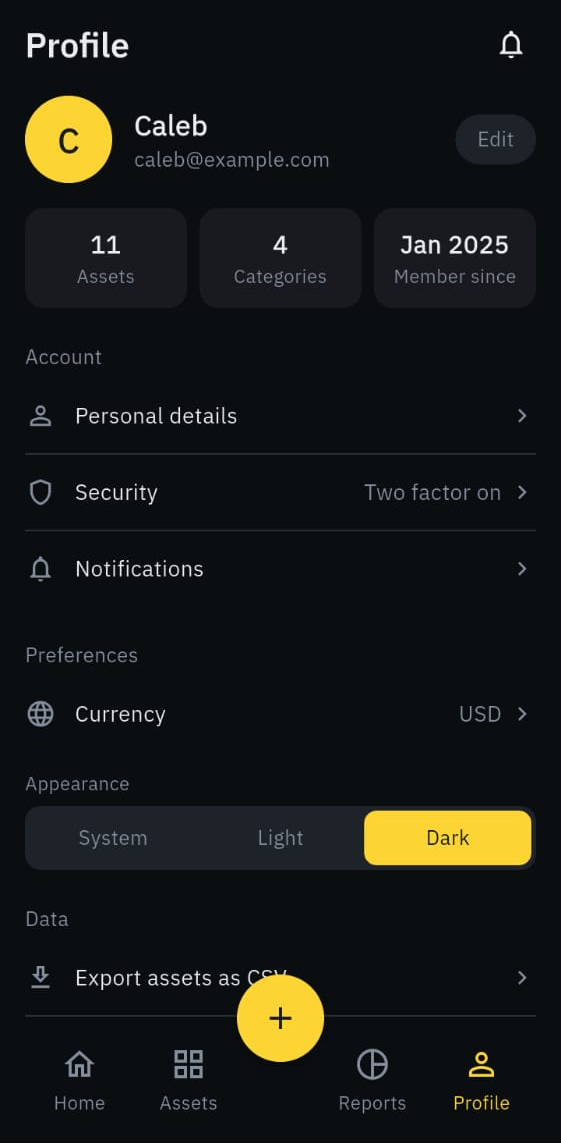 Profile
C
Caleb
caleb@example.com
Edit
11
Assets
4
Categories
Jan 2025
Member since
Account
Personal details
Security
Two factor on
Notifications
Preferences
Currency
USD
Appearance
System
Light
Dark
Data
Export assets as CSV
+
Home
Assets
Reports
Profile